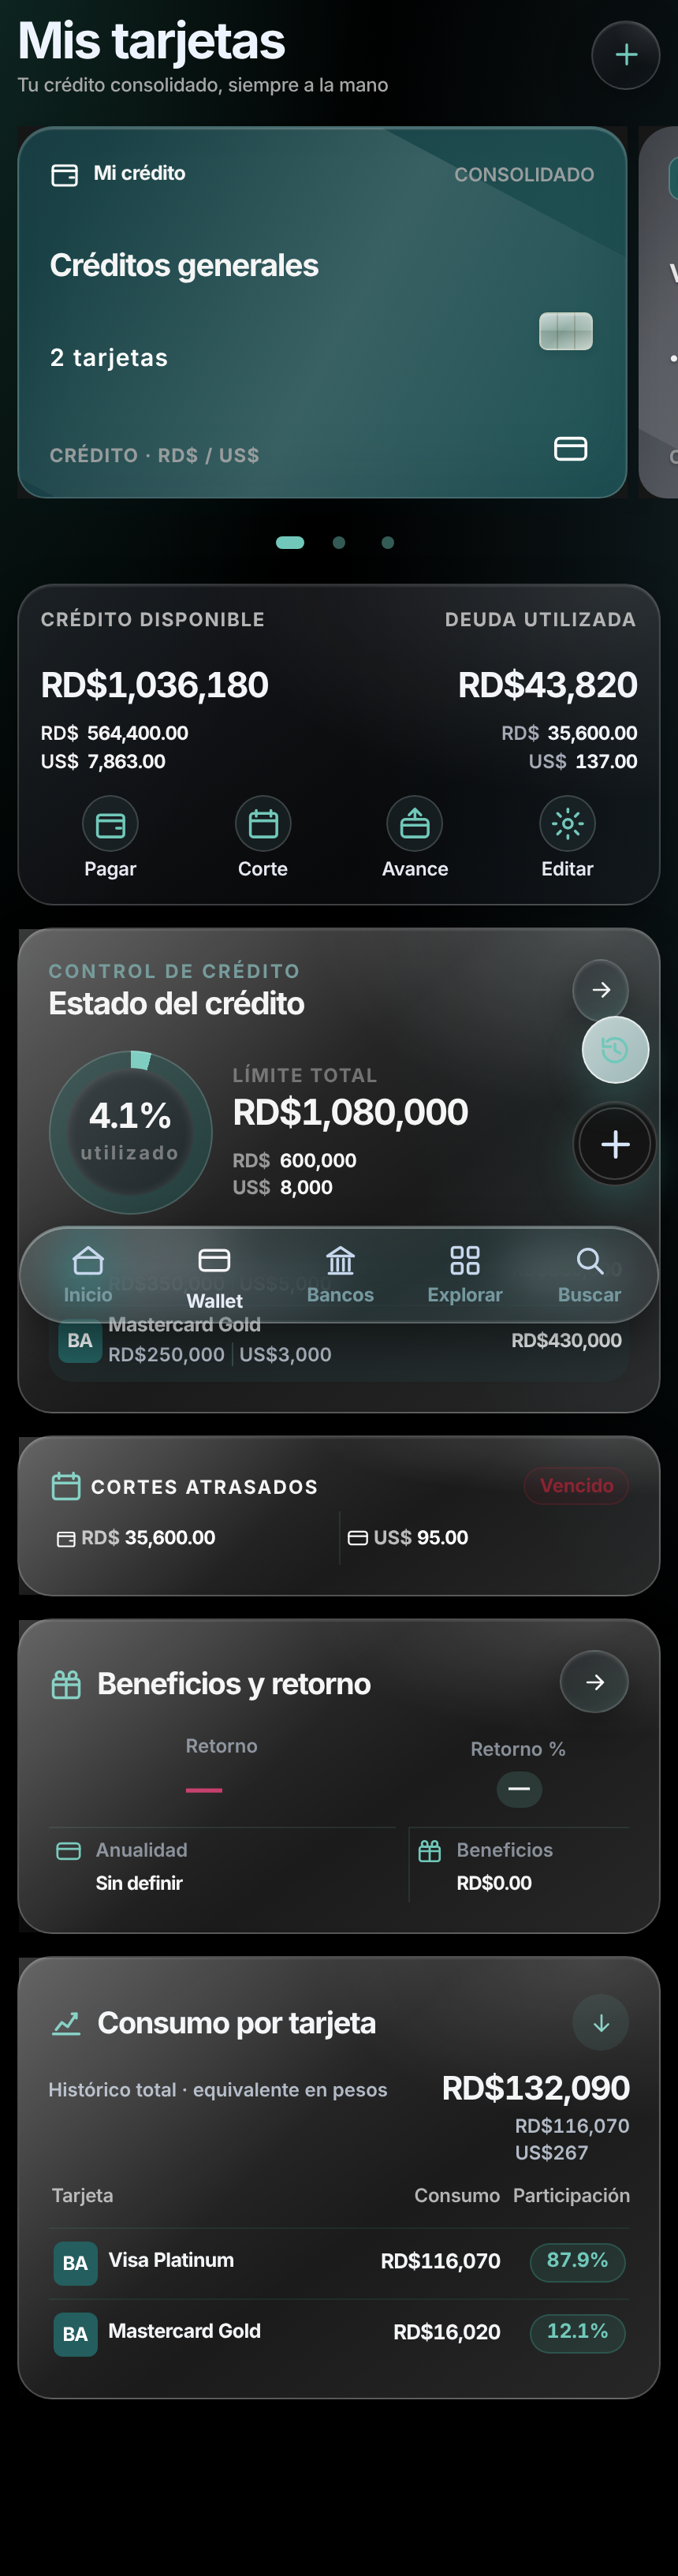 Mis tarjetas
Tu crédito consolidado, siempre a la mano
Mi crédito
CONSOLIDADO
Créditos generales
2 tarjetas
CRÉDITO · RD$ / US$
CRÉDITO DISPONIBLE
DEUDA UTILIZADA
RD$1,036,180
RD$43,820
RD$ 564,400.00
RD$ 35,600.00
US$ 7,863.00
US$ 137.00
Pagar
Corte
Avance
Editar
CONTROL DE CRÉDITO
Estado del crédito
4.1%
utilizado
LÍMITE TOTAL
RD$1,080,000
RD$ 600,000
US$ 8,000
RD$350,000 US$5,000
Inicio
Wallet
Bancos
Explorar
Buscar
BA
Mastercard Gold
RD$250,000 US$3,000
RD$430,000
CORTES ATRASADOS
Vencido
RD$ 35,600.00
US$ 95.00
Beneficios y retorno
Retorno
Retorno %
—
—
Anualidad
Sin definir
Beneficios
RD$0.00
Consumo por tarjeta
Histórico total · equivalente en pesos
RD$132,090
RD$116,070
US$267
Tarjeta
Consumo
Participación
BA
Visa Platinum
RD$116,070
87.9%
BA
Mastercard Gold
RD$16,020
12.1%